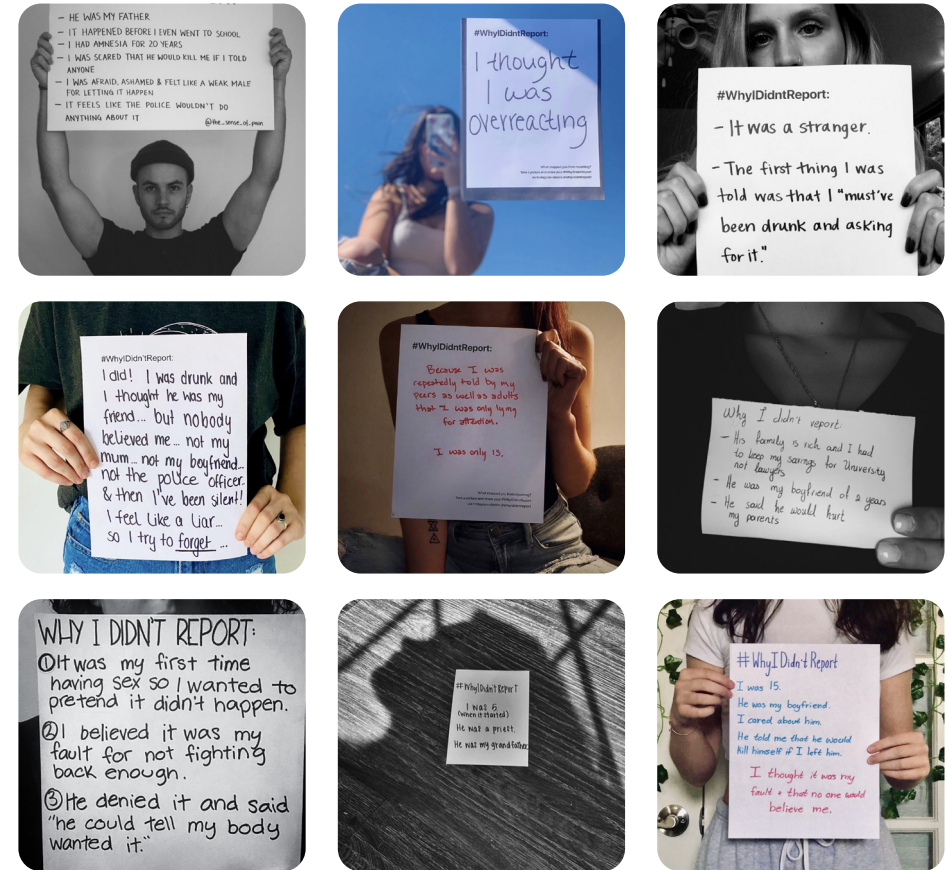 - HE WAS MY FATHER
- IT HAPPENED BEFORE I EVEN WENT TO SCHOOL
- I HAD AMNESIA FOR 20 YEARS
- I WAS SCARED THAT HE WOULD KILL ME IF I TOLD
ANYONE
- I WAS AFRAID, ASHAMED & FELT LIKE A WEAK MALE
FOR LETTING IT HAPPEN
- IT FEELS LIKE THE POLICE WOULDN'T DO
ANYTHING ABOUT IT
@the_sense_of_pain
#WhyIDidntReport:
I thought
I was
overreacting
#WhyIDidntReport:
- It was a stranger.
- The first thing I was
told was that I "must've
been drunk and asking
for it."
#WhyIDidn'tReport:
I did! I was drunk and
I thought he was my
friend... but nobody
believed me... not my
mum... not my boyfriend...
not the police officer.
& then I've been silent!
I feel like a liar...
so I try to forget ...
#WhyIDidntReport:
Because I was
repeatedly told by my
peers as well as adults
that I was only lying
for attention.
"I was only 15.
Why I didn't report:
- His family is rich and I had
to keep my savings for University
not lawyers
- He was my boyfriend of 2 years
- He said he would hurt
my parents
WHY I DIDN'T REPORT:
1 It was my first time
having sex so I wanted to
pretend it didn't happen.
2 I believed it was my
fault for not fighting
back enough.
3 He denied it and said
"he could tell my body
wanted it."
#WhyIDidn'tReport
I was 5.
(when it started)
He was a priest.
He was my grandfather.
#WhyIDidn'tReport
I was 15.
He was my boyfriend.
I cared about him.
He told me that he would
kill himself if I left him.
I thought it was my
fault & that no one would
believe me.